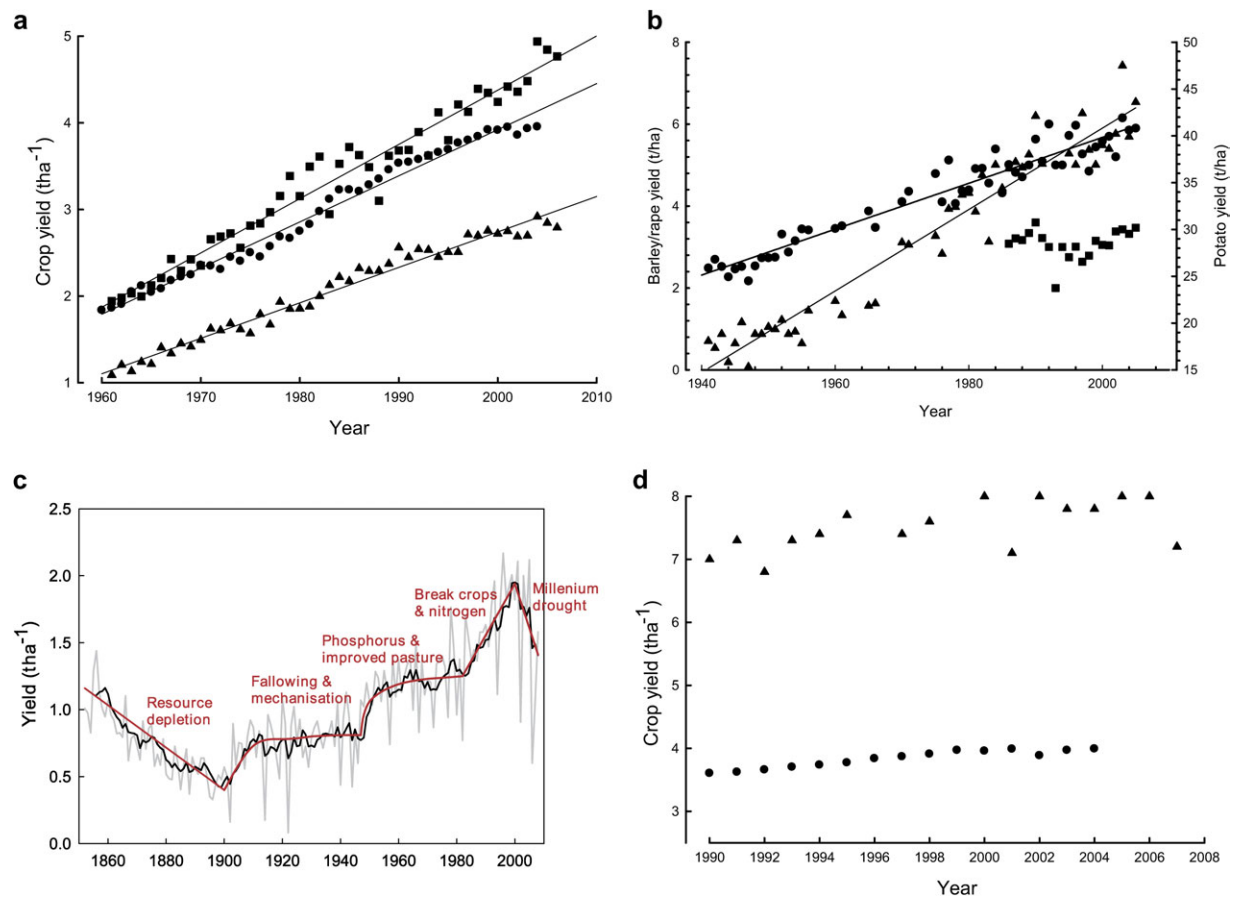 a
5
4
3
2
1
Crop yield (tha⁻¹)
1960 1970 1980 1990 2000 2010
Year
b
8
6
4
2
0
Barley/rape yield (t/ha)
50
45
40
35
30
25
20
15
Potato yield (t/ha)
1940 1960 1980 2000
Year
c
2.5
2.0
1.5
1.0
0.5
0.0
Yield (tha⁻¹)
Resource
depletion
Fallowing &
mechanisation
Phosphorus &
improved pasture
Break crops
& nitrogen
Millenium
drought
1860 1880 1900 1920 1940 1960 1980 2000
d
8
7
6
5
4
3
Crop yield (tha⁻¹)
1990 1992 1994 1996 1998 2000 2002 2004 2006 2008
Year